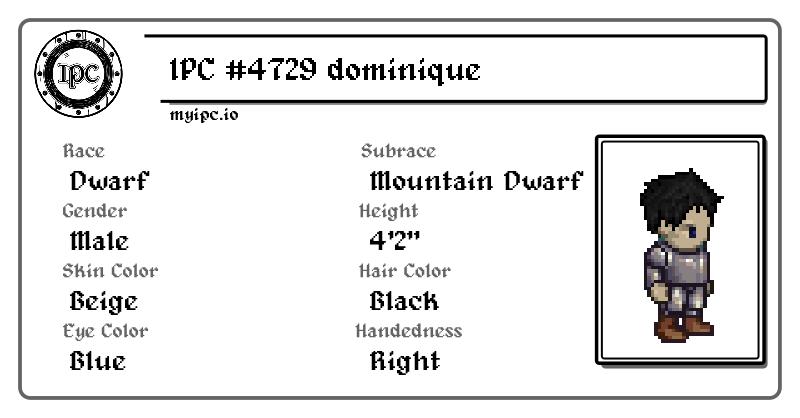 IPC
IPC #4729 dominique
myipc.io
Race
Dwarf
Subrace
Mountain Dwarf
Gender
Male
Height
4'2"
Skin Color
Beige
Hair Color
Black
Eye Color
Blue
Handedness
Right